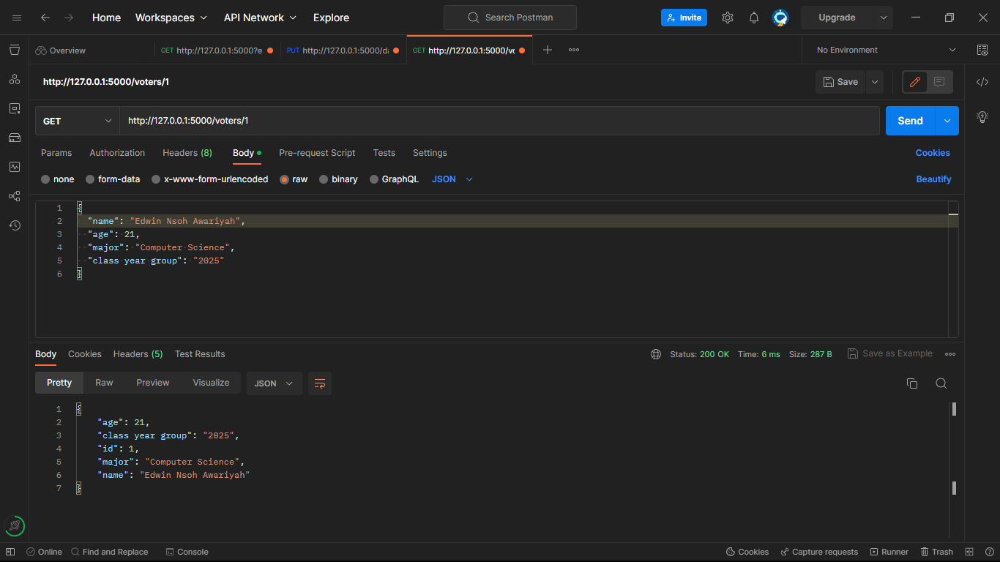 Home Workspaces API Network Explore Search Postman Invite Upgrade
Overview GET http://127.0.0.1:5000?e PUT http://127.0.0.1:5000/d GET http://127.0.0.1:5000/v No Environment
http://127.0.0.1:5000/voters/1 Save
GET http://127.0.0.1:5000/voters/1 Send
Params Authorization Headers (8) Body Pre-request Script Tests Settings Cookies
none form-data x-www-form-urlencoded raw binary GraphQL JSON Beautify
1 {
2 "name": "Edwin Nsoh Awariyah",
3 "age": 21,
4 "major": "Computer Science",
5 "class year group": "2025"
6 }
Body Cookies Headers (5) Test Results Status: 200 OK Time: 6 ms Size: 287 B Save as Example
Pretty Raw Preview Visualize JSON
1 {
2 "age": 21,
3 "class year group": "2025",
4 "id": 1,
5 "major": "Computer Science",
6 "name": "Edwin Nsoh Awariyah"
7 }
Online Find and Replace Console Cookies Capture requests Runner Trash